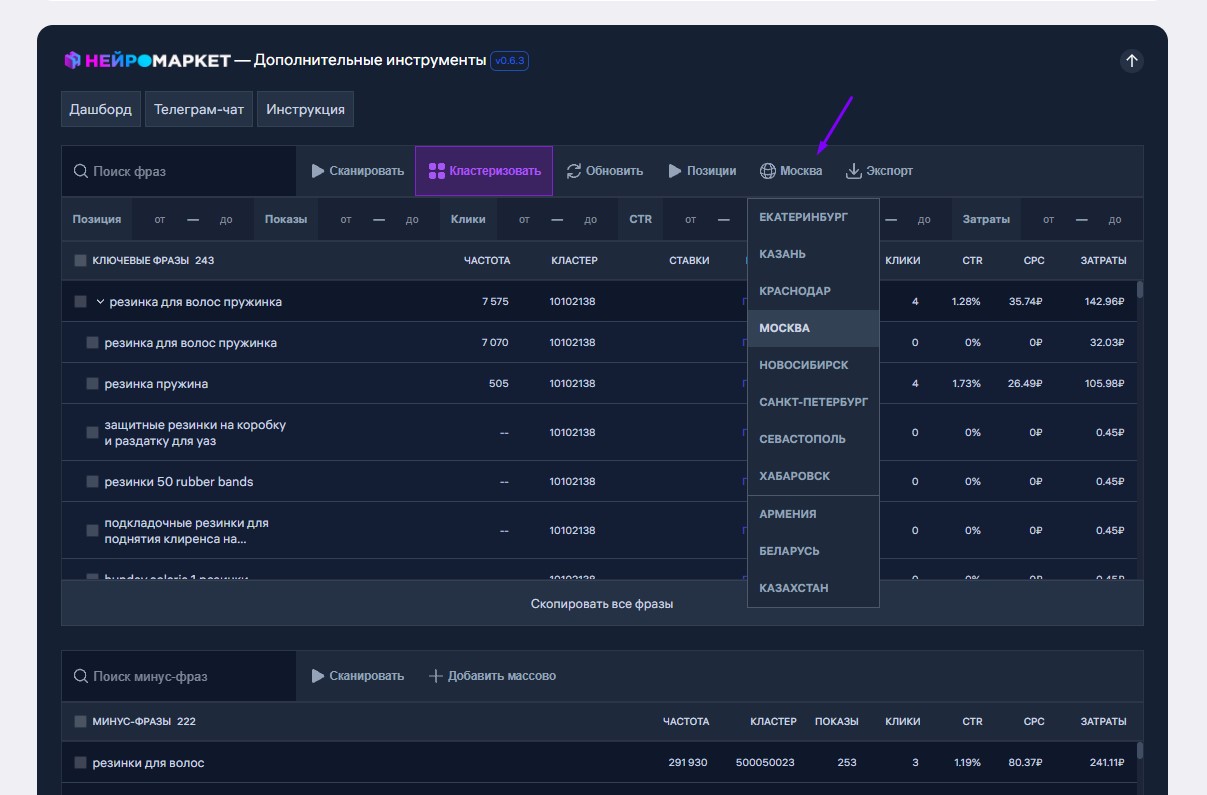 НЕЙРОМАРКЕТ — Дополнительные инструменты v0.6.3
Дашборд Телеграм-чат Инструкция
Поиск фраз Сканировать Кластеризовать Обновить Позиции Москва Экспорт
Позиция от — до Показы от — до Клики от — до CTR от — — до Затраты от — до
КЛЮЧЕВЫЕ ФРАЗЫ 243 ЧАСТОТА КЛАСТЕР СТАВКИ КЛИКИ CTR CPC ЗАТРАТЫ
резинка для волос пружинка 7 575 10102138 4 1.28% 35.74₽ 142.96₽
резинка для волос пружинка 7 070 10102138 0 0% 0₽ 32.03₽
резинка пружина 505 10102138 4 1.73% 26.49₽ 105.98₽
защитные резинки на коробку
и раздатку для уаз -- 10102138 0 0% 0₽ 0.45₽
резинки 50 rubber bands -- 10102138 0 0% 0₽ 0.45₽
подкладочные резинки для
поднятия клиренса на... -- 10102138 0 0% 0₽ 0.45₽
ЕКАТЕРИНБУРГ
КАЗАНЬ
КРАСНОДАР
МОСКВА
НОВОСИБИРСК
САНКТ-ПЕТЕРБУРГ
СЕВАСТОПОЛЬ
ХАБАРОВСК
АРМЕНИЯ
БЕЛАРУСЬ
КАЗАХСТАН
Скопировать все фразы
Поиск минус-фраз Сканировать Добавить массово
МИНУС-ФРАЗЫ 222 ЧАСТОТА КЛАСТЕР ПОКАЗЫ КЛИКИ CTR CPC ЗАТРАТЫ
резинки для волос 291 930 500050023 253 3 1.19% 80.37₽ 241.11₽